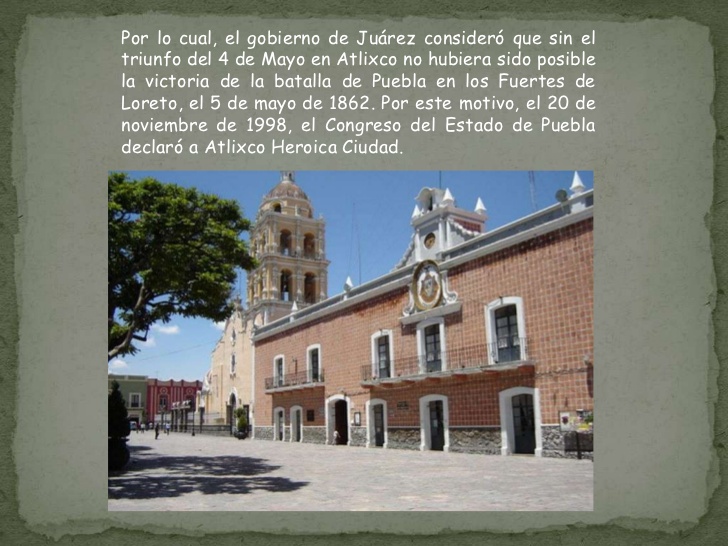 Por lo cual, el gobierno de Juárez consideró que sin el
triunfo del 4 de Mayo en Atlixco no hubiera sido posible
la victoria de la batalla de Puebla en los Fuertes de
Loreto, el 5 de mayo de 1862. Por este motivo, el 20 de
noviembre de 1998, el Congreso del Estado de Puebla
declaró a Atlixco Heroica Ciudad.